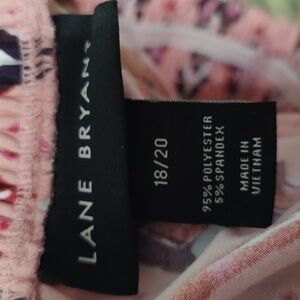 LANE BRYANT
18/20
95% POLYESTER
5% SPANDEX
MADE IN
VIETNAM